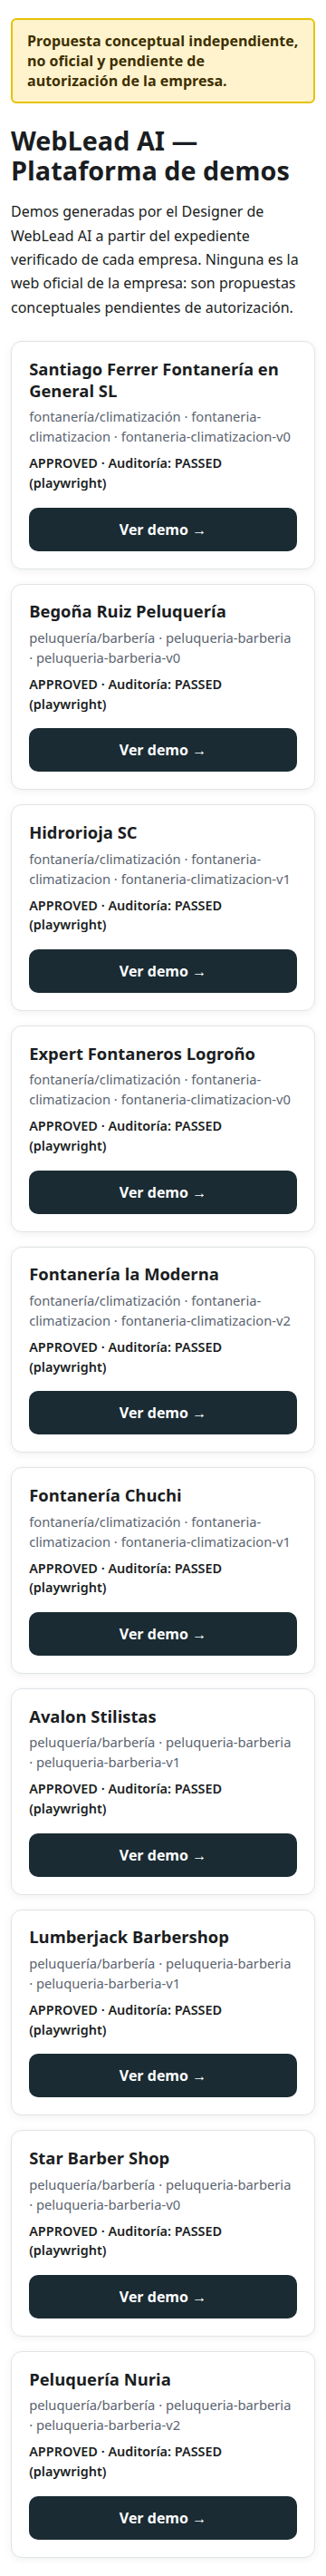 Propuesta conceptual independiente,
no oficial y pendiente de
autorización de la empresa.
WebLead AI —
Plataforma de demos
Demos generadas por el Designer de
WebLead AI a partir del expediente
verificado de cada empresa. Ninguna es la
web oficial de la empresa: son propuestas
conceptuales pendientes de autorización.
Santiago Ferrer Fontanería en
General SL
fontanería/climatización · fontaneria-
climatizacion · fontaneria-climatizacion-v0
APPROVED · Auditoría: PASSED
(playwright)
Ver demo →
Begoña Ruiz Peluquería
peluquería/barbería · peluqueria-barberia
· peluqueria-barberia-v0
APPROVED · Auditoría: PASSED
(playwright)
Ver demo →
Hidrorioja SC
fontanería/climatización · fontaneria-
climatizacion · fontaneria-climatizacion-v1
APPROVED · Auditoría: PASSED
(playwright)
Ver demo →
Expert Fontaneros Logroño
fontanería/climatización · fontaneria-
climatizacion · fontaneria-climatizacion-v0
APPROVED · Auditoría: PASSED
(playwright)
Ver demo →
Fontanería la Moderna
fontanería/climatización · fontaneria-
climatizacion · fontaneria-climatizacion-v2
APPROVED · Auditoría: PASSED
(playwright)
Ver demo →
Fontanería Chuchi
fontanería/climatización · fontaneria-
climatizacion · fontaneria-climatizacion-v1
APPROVED · Auditoría: PASSED
(playwright)
Ver demo →
Avalon Stilistas
peluquería/barbería · peluqueria-barberia
· peluqueria-barberia-v1
APPROVED · Auditoría: PASSED
(playwright)
Ver demo →
Lumberjack Barbershop
peluquería/barbería · peluqueria-barberia
· peluqueria-barberia-v1
APPROVED · Auditoría: PASSED
(playwright)
Ver demo →
Star Barber Shop
peluquería/barbería · peluqueria-barberia
· peluqueria-barberia-v0
APPROVED · Auditoría: PASSED
(playwright)
Ver demo →
Peluquería Nuria
peluquería/barbería · peluqueria-barberia
· peluqueria-barberia-v2
APPROVED · Auditoría: PASSED
(playwright)
Ver demo →